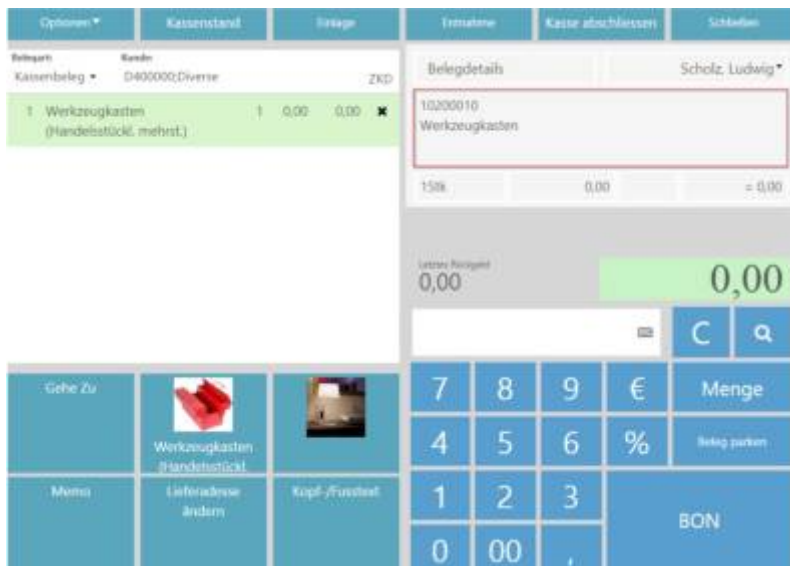 Optionen
Kassenstand
Einlage
Entnahme
Kasse abschliessen
Schließen
Belegart:
Kunde:
Kassenbeleg
D400000;Diverse
ZKD
Belegdetails
Scholz, Ludwig
1 Werkzeugkasten 1 0,00 0,00
(Handelsstückl. mehrst.)
10200010
Werkzeugkasten
1Stk 0,00 = 0,00
Letztes Rückgeld
0,00
0,00
C
Gehe Zu
Werkzeugkasten
(Handelsstückl.
7 8 9 € Menge
4 5 6 % Beleg parken
Memo
Lieferadresse
ändern
Kopf-/Fusstext
1 2 3
BON
0 00 ,